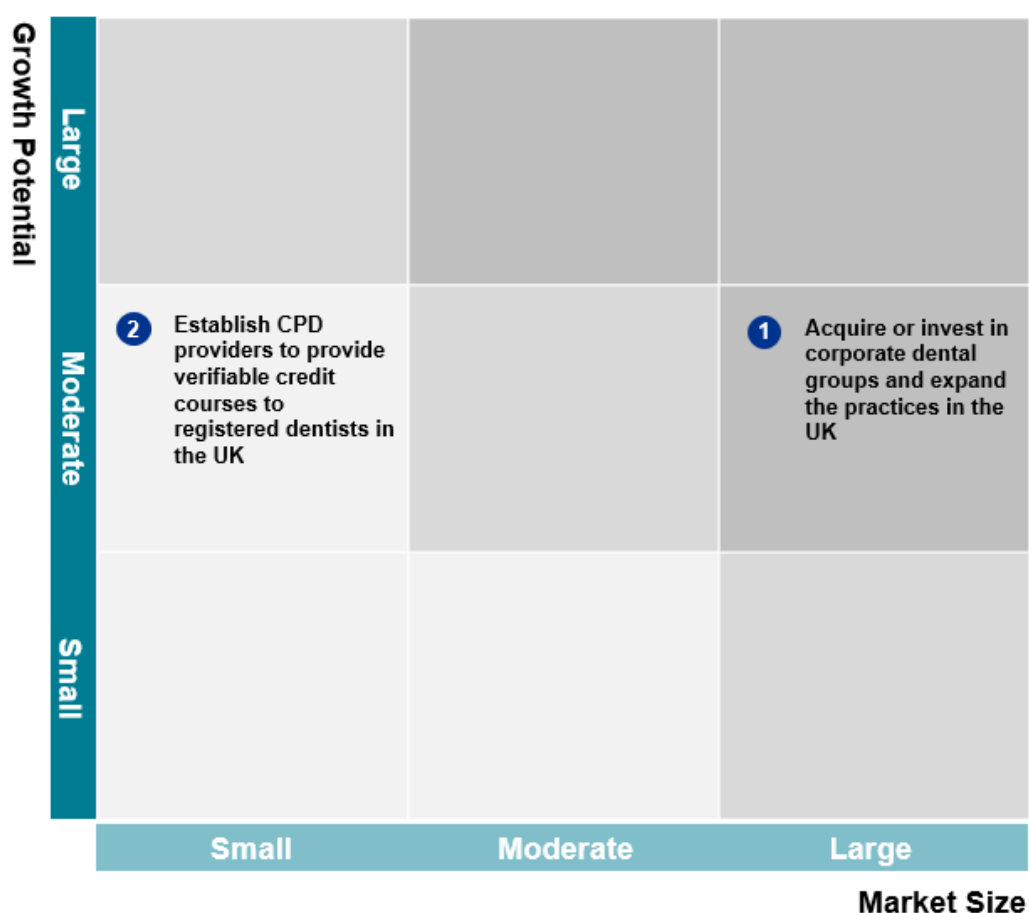 Growth Potential
Large
Moderate
Small
2
Establish CPD
providers to provide
verifiable credit
courses to
registered dentists in
the UK
1
Acquire or invest in
corporate dental
groups and expand
the practices in the
UK
Small
Moderate
Large
Market Size